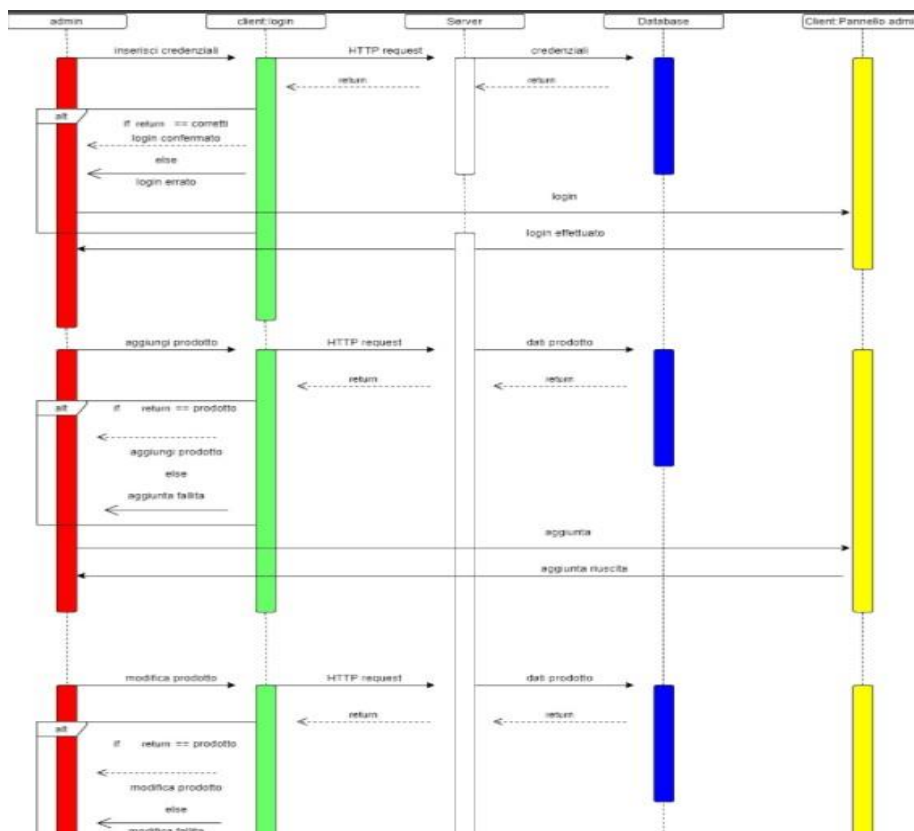 admin client:login Server Database Client:Pannello admi
inserisci credenziali HTTP request credenziali
return return
alt
if return == corretti
login confermato
else
login errato
login
login effettuato
aggiungi prodotto HTTP request dati prodotto
return return
alt if return == prodotto
aggiungi prodotto
else
aggiunta fallita
aggiunta
aggiunta riuscita
modifica prodotto HTTP request dati prodotto
return return
alt
if return == prodotto
modifica prodotto
else
modifica fallita